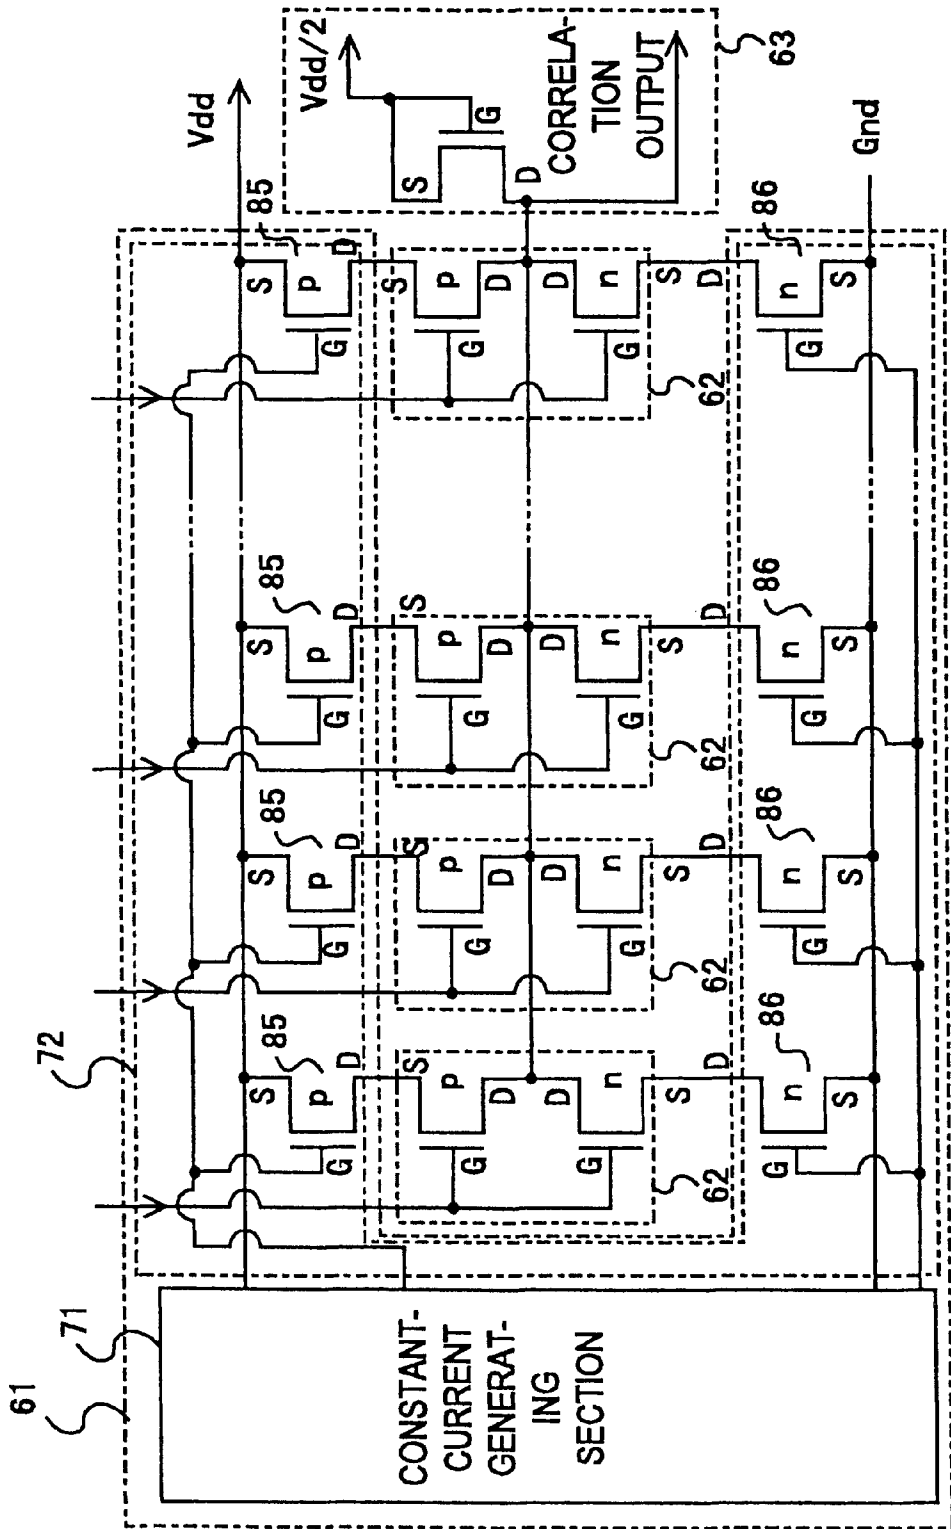 61
71
72
CONSTANT-
CURRENT
GENERAT-
ING
SECTION
Vdd
Vdd/2
CORRELA-
TION
OUTPUT
63
Gnd
S
G
D
S p D G 85
S p D G 85
S p D G 85
S p D G 85
S p D G
D n S G 62
S p D G
D n S G 62
S p D G
D n S G 62
S p D G
D n S G 62
D n S G 86
D n S G 86
D n S G 86
D n S G 86